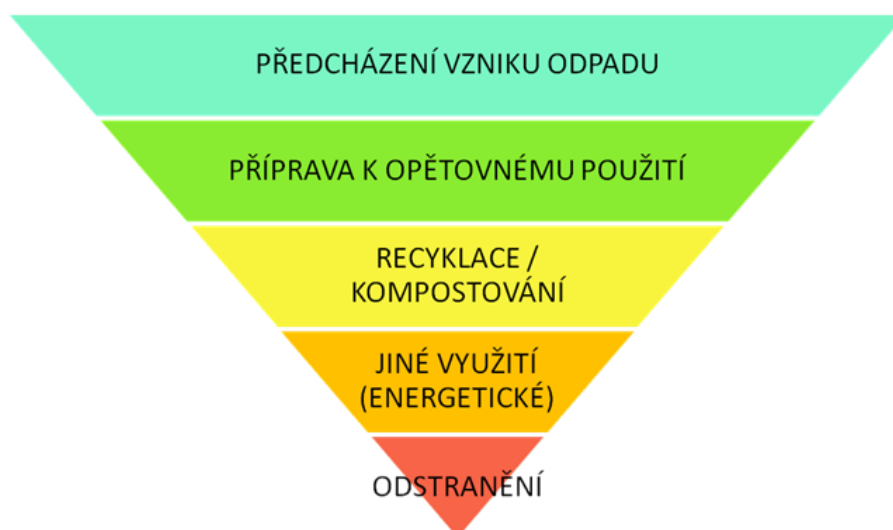 PŘEDCHÁZENÍ VZNIKU ODPADU
PŘÍPRAVA K OPĚTOVNÉMU POUŽITÍ
RECYKLACE /
KOMPOSTOVÁNÍ
JINÉ VYUŽITÍ
(ENERGETICKÉ)
ODSTRANĚNÍ